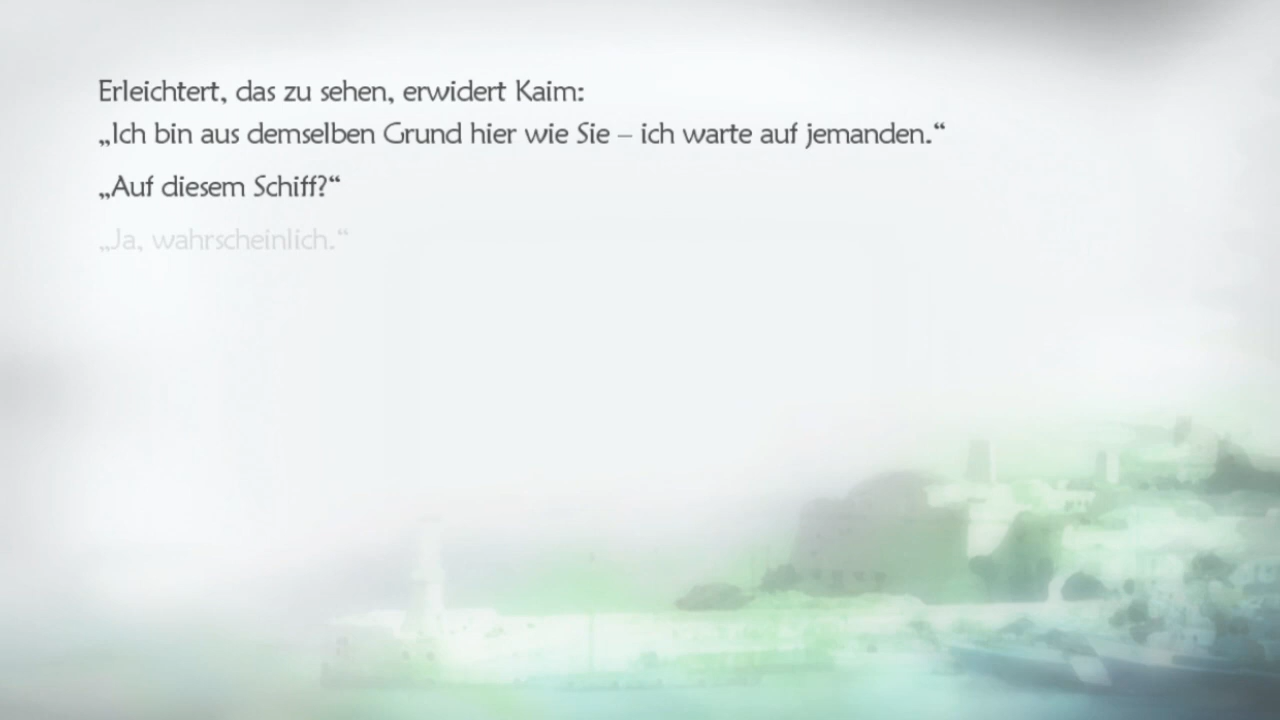 Erleichtert, das zu sehen, erwidert Kaim:
„Ich bin aus demselben Grund hier wie Sie – ich warte auf jemanden.“
„Auf diesem Schiff?“
„Ja, wahrscheinlich.“